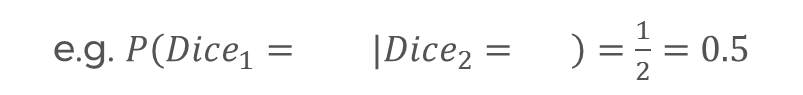 e.g. P(Dice₁ = |Dice₂ = ) = 1/2 = 0.5